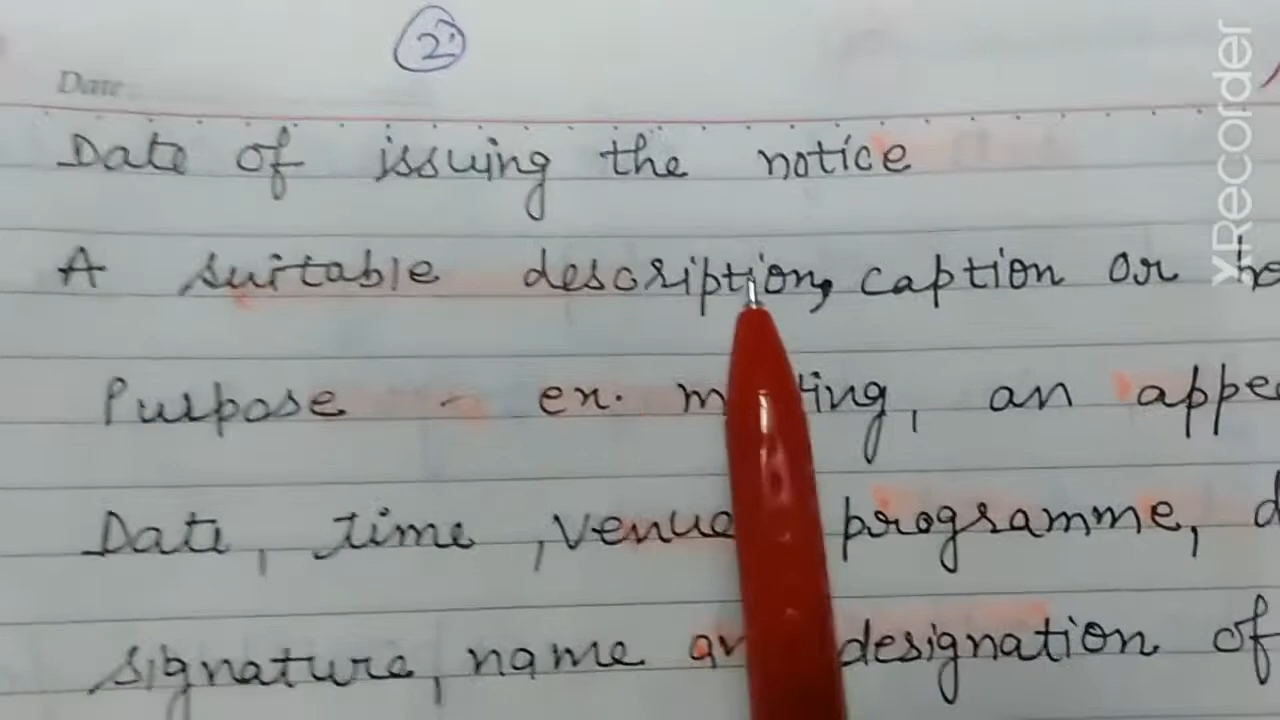 2
Date
Date of issuing the notice
A suitable description, caption or
Purpose - ex. an
Date, time, venue programme,
signature, name designation of
XRecorder